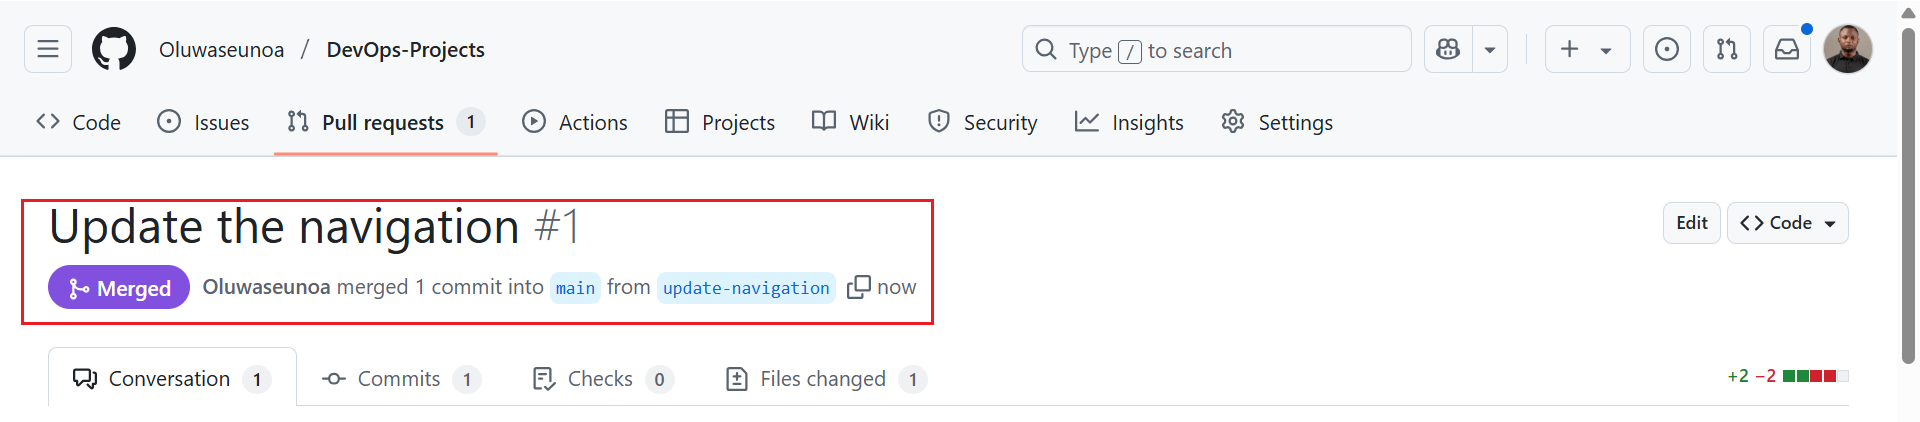 Oluwaseunoa / DevOps-Projects Type / to search
Code Issues Pull requests 1 Actions Projects Wiki Security Insights Settings
Update the navigation #1
Edit Code
Merged Oluwaseunoa merged 1 commit into main from update-navigation now
Conversation 1 Commits 1 Checks 0 Files changed 1 +2 −2